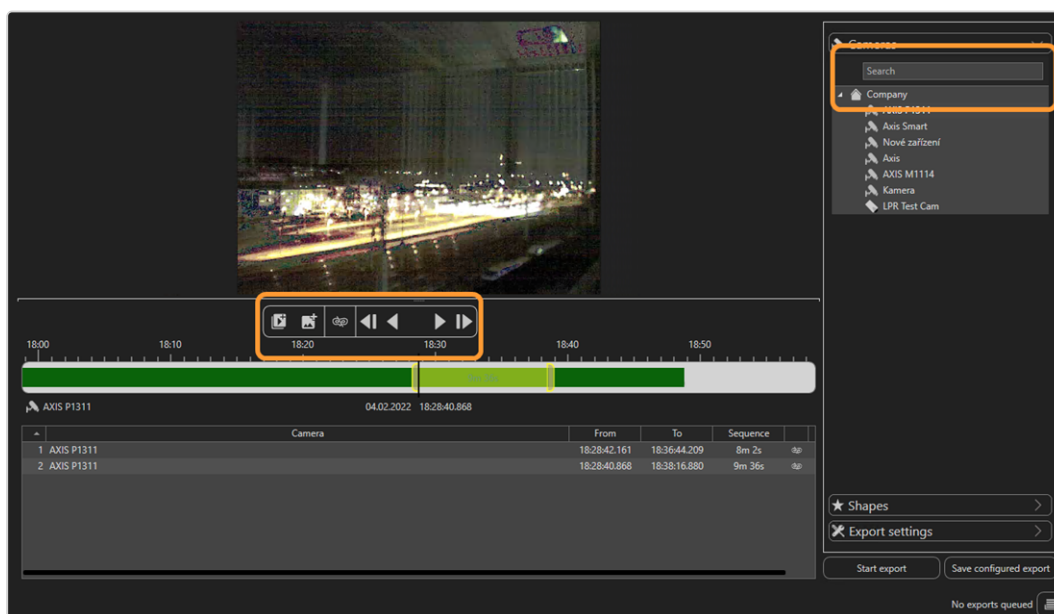 Cameras
Search
Company
AXIS P1311
Axis Smart
Nové zařízení
Axis
AXIS M1114
Kamera
LPR Test Cam
18:00 18:10 18:20 18:30 18:40 18:50
AXIS P1311 04.02.2022 18:28:40.868
Camera From To Sequence
1 AXIS P1311 18:28:42.161 18:36:44.209 8m 2s
2 AXIS P1311 18:28:40.868 18:38:16.880 9m 36s
Shapes
Export settings
Start export Save configured export
No exports queued